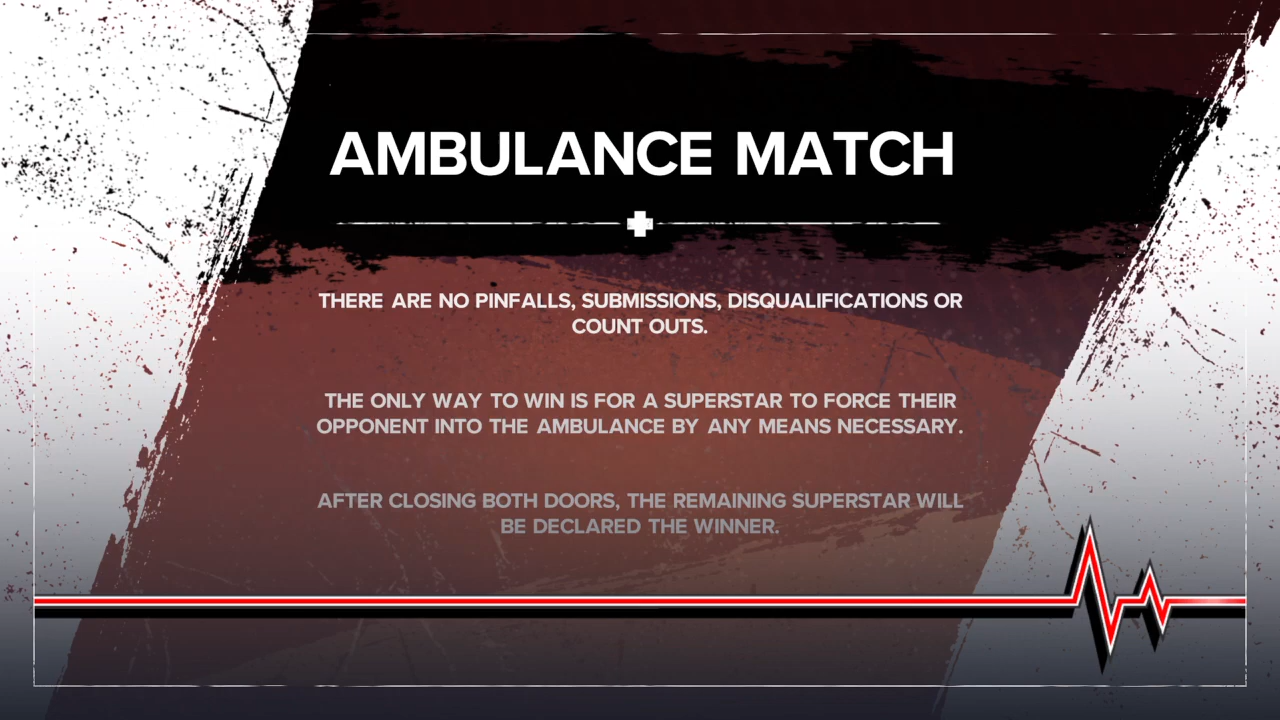 AMBULANCE MATCH
THERE ARE NO PINFALLS, SUBMISSIONS, DISQUALIFICATIONS OR
COUNT OUTS.
THE ONLY WAY TO WIN IS FOR A SUPERSTAR TO FORCE THEIR
OPPONENT INTO THE AMBULANCE BY ANY MEANS NECESSARY.
AFTER CLOSING BOTH DOORS, THE REMAINING SUPERSTAR WILL
BE DECLARED THE WINNER.